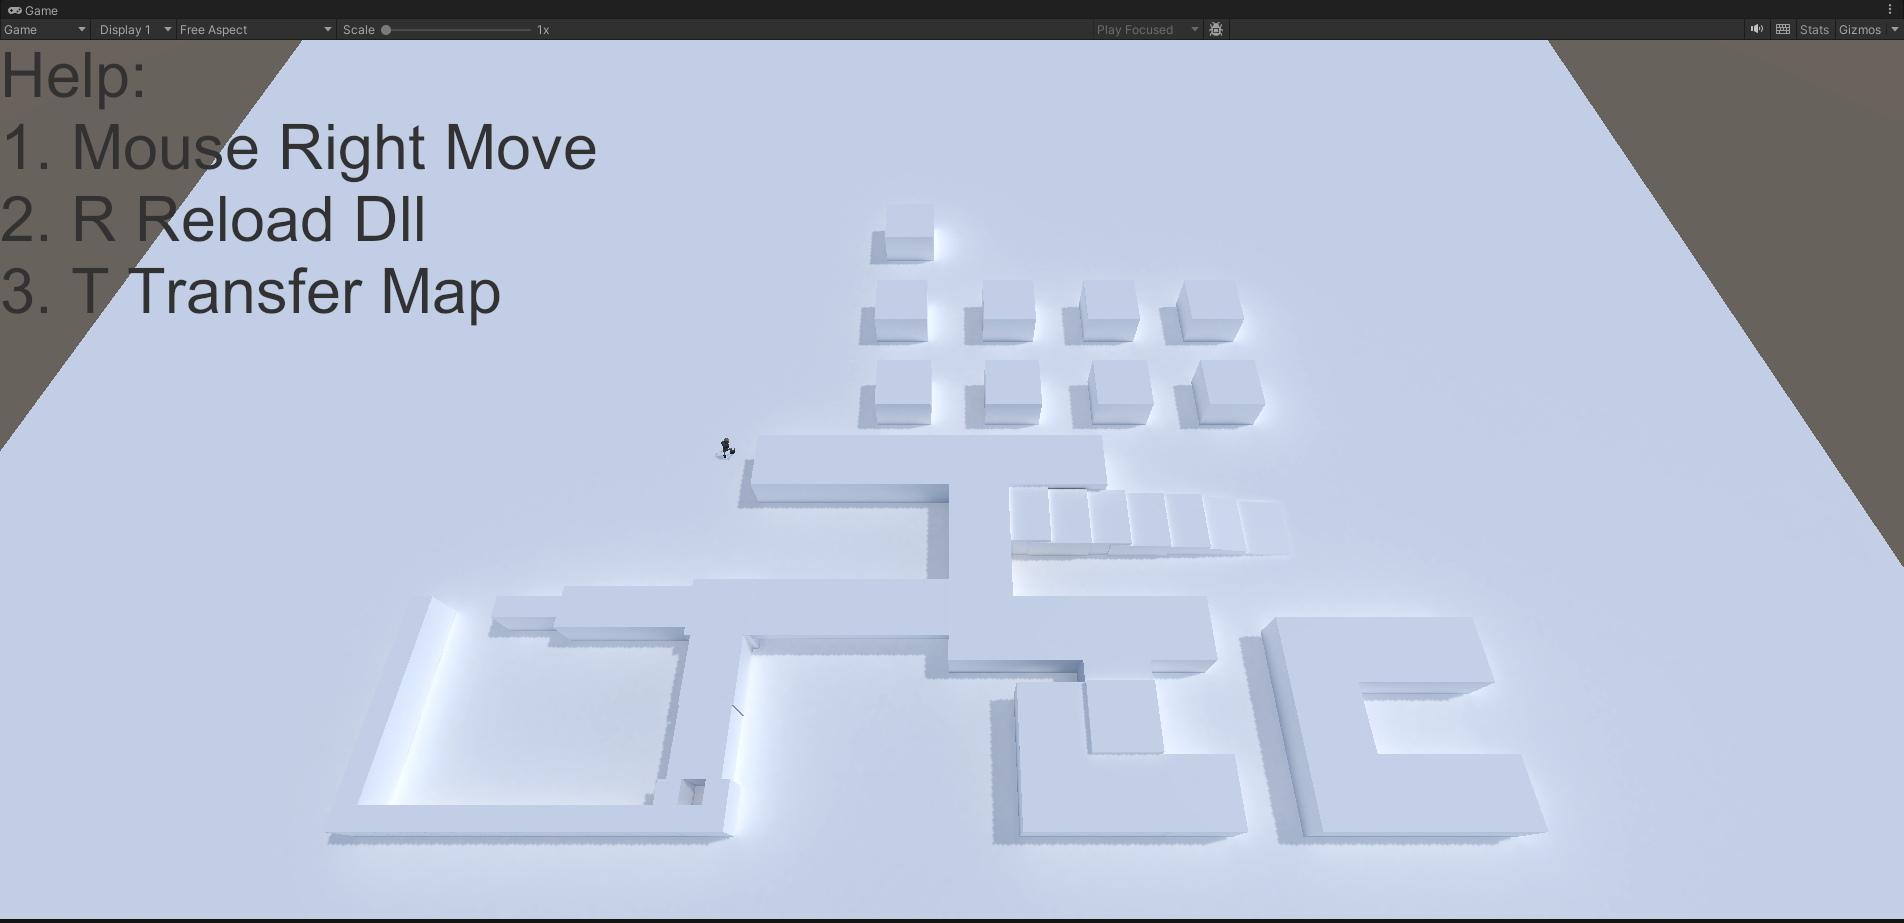 Game
Game Display 1 Free Aspect Scale 1x Play Focused Stats Gizmos
Help:
1. Mouse Right Move
2. R Reload Dll
3. T Transfer Map